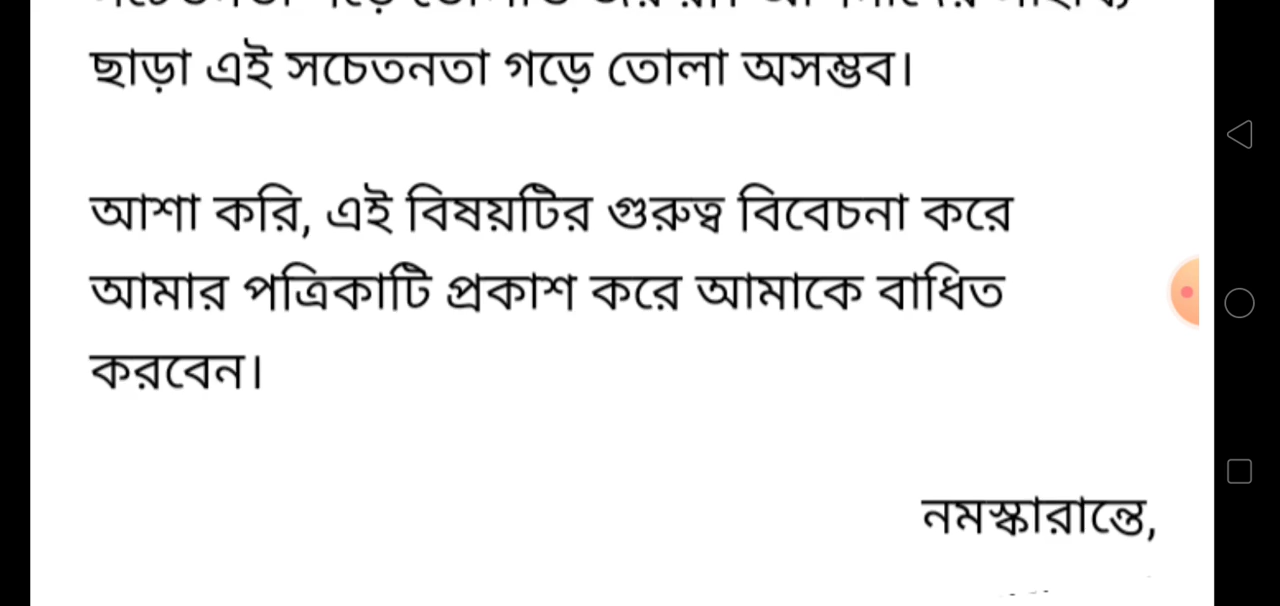 ছাড়া এই সচেতনতা গড়ে তোলা অসম্ভব।
আশা করি, এই বিষয়টির গুরুত্ব বিবেচনা করে
আমার পত্রিকাটি প্রকাশ করে আমাকে বাধিত
করবেন।
নমস্কারান্তে,